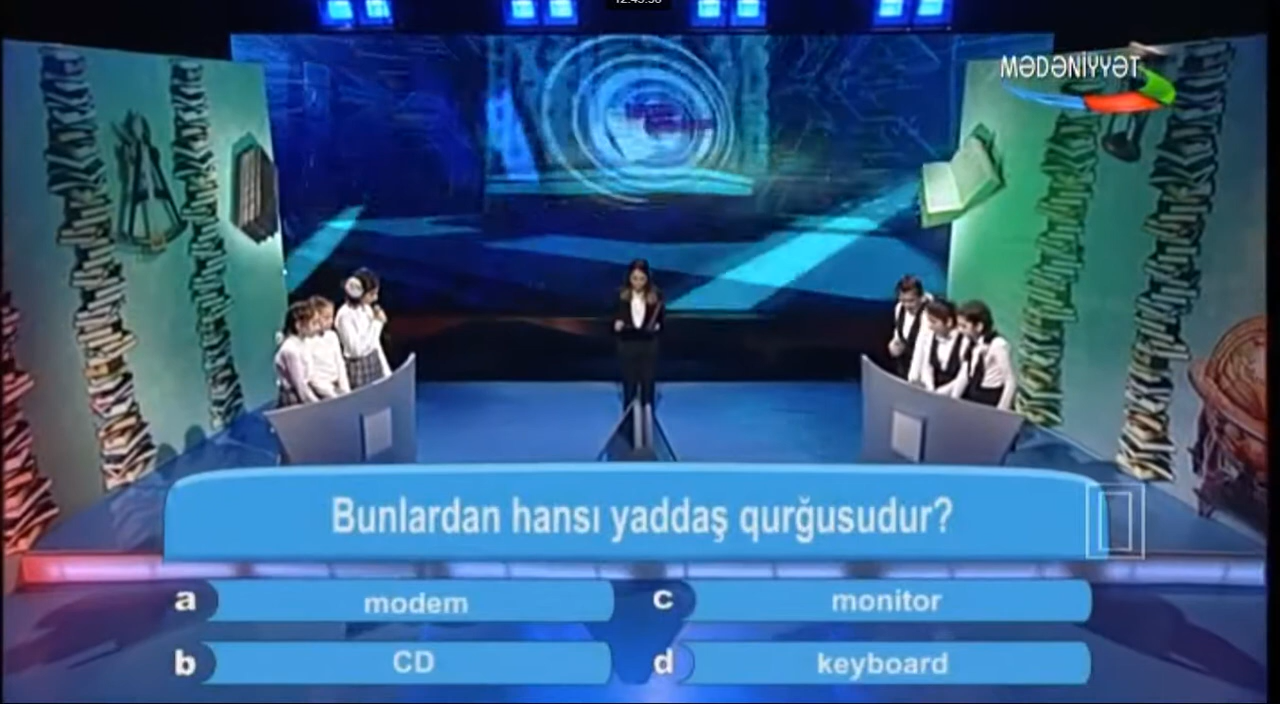 MƏDƏNİYYƏT
Bunlardan hansı yaddaş qurğusudur?
a modem
c monitor
b CD
d keyboard